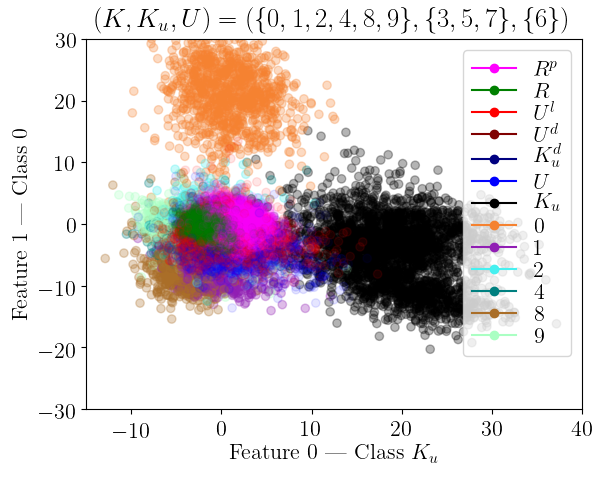 (K, K_u, U) = ({0, 1, 2, 4, 8, 9}, {3, 5, 7}, {6})
30
20
10
0
−10
−20
−30
Feature 1 — Class 0
−10
0
10
20
30
40
Feature 0 — Class K_u
R^p
R
U^l
U^d
K_u^d
U
K_u
0
1
2
4
8
9